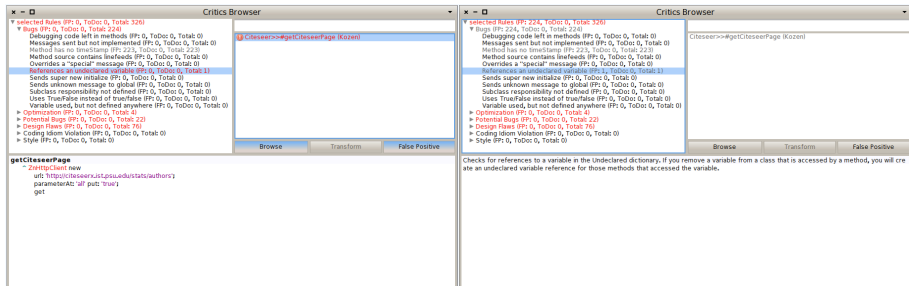 Critics Browser
selected Rules (FP: 0, ToDo: 0, Total: 326)
Bugs (FP: 0, ToDo: 0, Total: 224)
Debugging code left in methods (FP: 0, ToDo: 0, Total: 0)
Messages sent but not implemented (FP: 0, ToDo: 0, Total: 0)
Method has no timeStamp (FP: 223, ToDo: 0, Total: 223)
Method source contains linefeeds (FP: 0, ToDo: 0, Total: 0)
Overrides a "special" message (FP: 0, ToDo: 0, Total: 0)
References an undeclared variable (FP: 0, ToDo: 0, Total: 1)
Sends super new initialize (FP: 0, ToDo: 0, Total: 0)
Sends unknown message to global (FP: 0, ToDo: 0, Total: 0)
Subclass responsibility not defined (FP: 0, ToDo: 0, Total: 0)
Uses True/False instead of true/false (FP: 0, ToDo: 0, Total: 0)
Variable used, but not defined anywhere (FP: 0, ToDo: 0, Total: 0)
Optimization (FP: 0, ToDo: 0, Total: 4)
Potential Bugs (FP: 0, ToDo: 0, Total: 22)
Design Flaws (FP: 0, ToDo: 0, Total: 76)
Coding Idiom Violation (FP: 0, ToDo: 0, Total: 0)
Style (FP: 0, ToDo: 0, Total: 0)
Citeseer>>#getCiteseerPage (Kozen)
Browse Transform False Positive
getCiteseerPage
^ ZnHttpClient new
url: 'http://citeseerx.ist.psu.edu/stats/authors';
parameterAt: 'all' put: 'true';
get
Critics Browser
selected Rules (FP: 224, ToDo: 0, Total: 326)
Bugs (FP: 224, ToDo: 0, Total: 224)
Debugging code left in methods (FP: 0, ToDo: 0, Total: 0)
Messages sent but not implemented (FP: 0, ToDo: 0, Total: 0)
Method has no timeStamp (FP: 223, ToDo: 0, Total: 223)
Method source contains linefeeds (FP: 0, ToDo: 0, Total: 0)
Overrides a "special" message (FP: 0, ToDo: 0, Total: 0)
References an undeclared variable (FP: 1, ToDo: 0, Total: 1)
Sends super new initialize (FP: 0, ToDo: 0, Total: 0)
Sends unknown message to global (FP: 0, ToDo: 0, Total: 0)
Subclass responsibility not defined (FP: 0, ToDo: 0, Total: 0)
Uses True/False instead of true/false (FP: 0, ToDo: 0, Total: 0)
Variable used, but not defined anywhere (FP: 0, ToDo: 0, Total: 0)
Optimization (FP: 0, ToDo: 0, Total: 4)
Potential Bugs (FP: 0, ToDo: 0, Total: 22)
Design Flaws (FP: 0, ToDo: 0, Total: 76)
Coding Idiom Violation (FP: 0, ToDo: 0, Total: 0)
Style (FP: 0, ToDo: 0, Total: 0)
Citeseer>>#getCiteseerPage (Kozen)
Browse Transform False Positive
Checks for references to a variable in the Undeclared dictionary. If you remove a variable from a class that is accessed by a method, you will cre
ate an undeclared variable reference for those methods that accessed the variable.